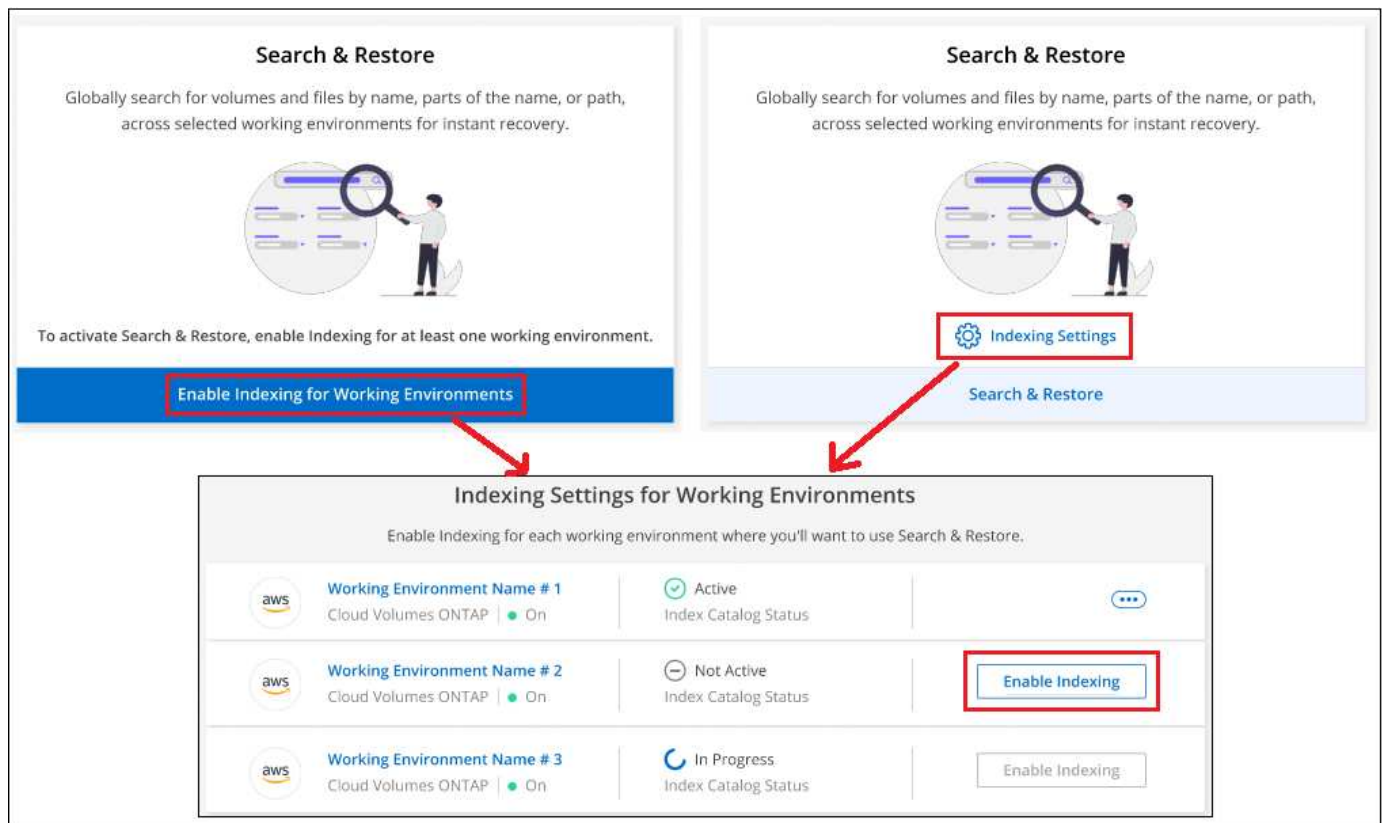 Search & Restore
Globally search for volumes and files by name, parts of the name, or path,
across selected working environments for instant recovery.
To activate Search & Restore, enable Indexing for at least one working environment.
Enable Indexing for Working Environments
Search & Restore
Globally search for volumes and files by name, parts of the name, or path,
across selected working environments for instant recovery.
Indexing Settings
Search & Restore
Indexing Settings for Working Environments
Enable Indexing for each working environment where you'll want to use Search & Restore.
aws
Working Environment Name # 1
Cloud Volumes ONTAP | On
Active
Index Catalog Status
aws
Working Environment Name # 2
Cloud Volumes ONTAP | On
Not Active
Index Catalog Status
Enable Indexing
aws
Working Environment Name # 3
Cloud Volumes ONTAP | On
In Progress
Index Catalog Status
Enable Indexing